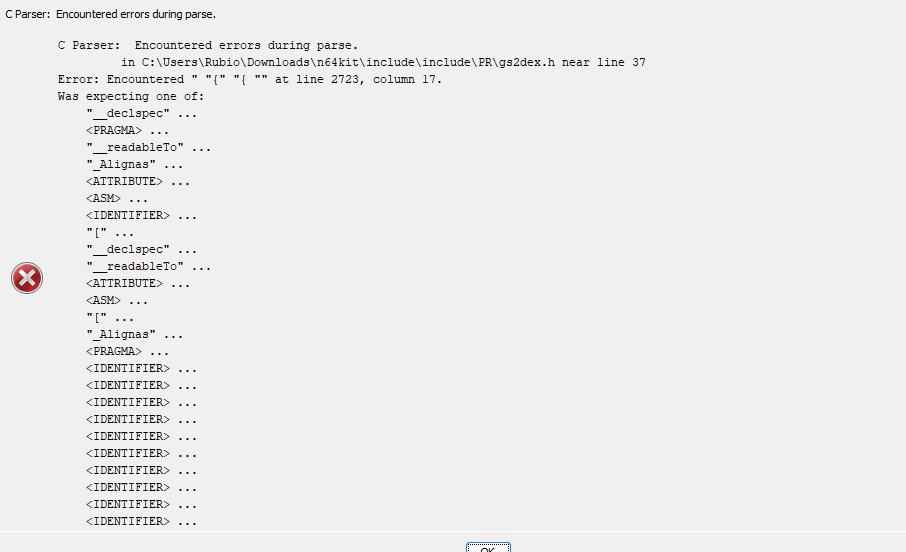 C Parser:  Encountered errors during parse.
C Parser:  Encountered errors during parse.
in C:\Users\Rubio\Downloads\n64kit\include\include\PR\gs2dex.h near line 37
Error: Encountered " "{" "{ "" at line 2723, column 17.
Was expecting one of:
"__declspec" ...
<PRAGMA> ...
"__readableTo" ...
"_Alignas" ...
<ATTRIBUTE> ...
<ASM> ...
<IDENTIFIER> ...
"[" ...
"__declspec" ...
"__readableTo" ...
<ATTRIBUTE> ...
<ASM> ...
"[" ...
"_Alignas" ...
<PRAGMA> ...
<IDENTIFIER> ...
<IDENTIFIER> ...
<IDENTIFIER> ...
<IDENTIFIER> ...
<IDENTIFIER> ...
<IDENTIFIER> ...
<IDENTIFIER> ...
<IDENTIFIER> ...
<IDENTIFIER> ...
<IDENTIFIER> ...
OK